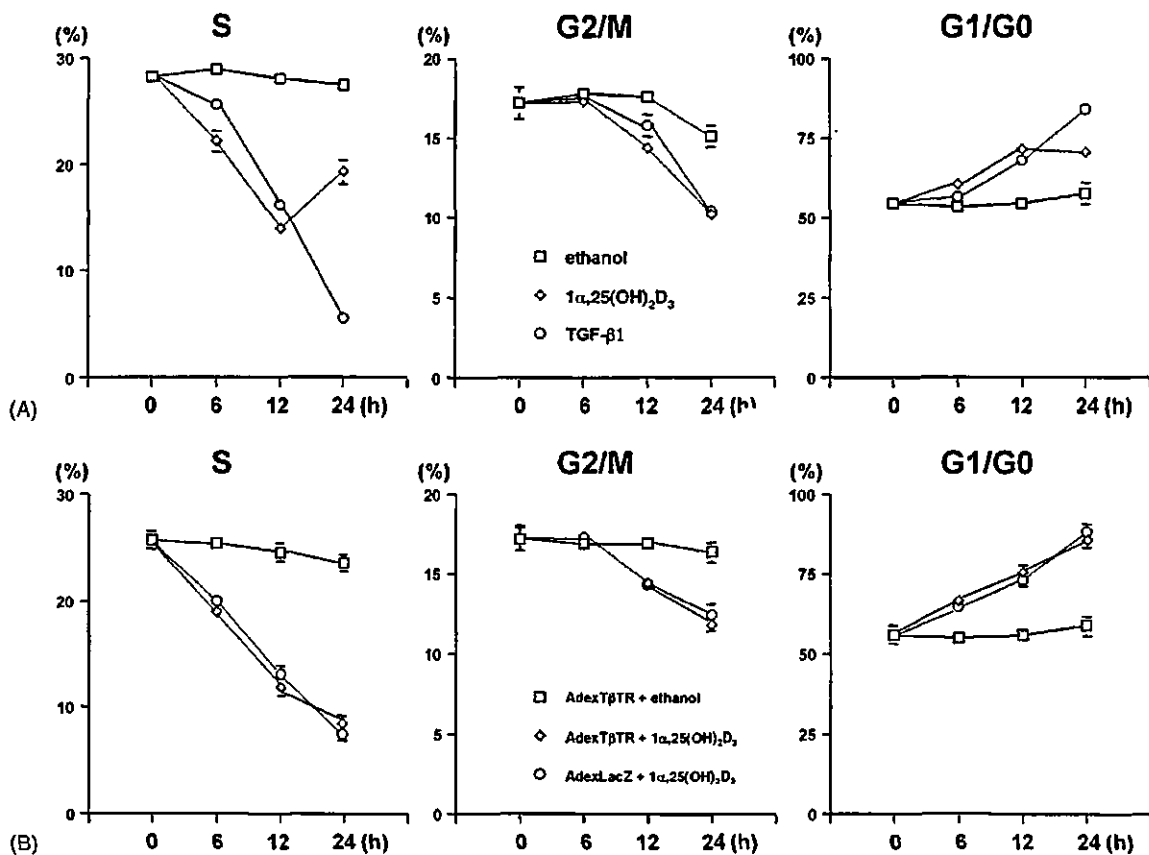 S
G2/M
G1/G0
(%)
(%)
(%)
30
20
10
0
20
15
10
5
0
100
75
50
25
0
ethanol
1α,25(OH)₂D₃
TGF-β1
(A)
0 6 12 24 (h)
0 6 12 24 (h)
0 6 12 24 (h)
S
G2/M
G1/G0
(%)
(%)
(%)
30
20
10
0
20
15
10
5
0
100
75
50
25
0
AdexTβTR + ethanol
AdexTβTR + 1α,25(OH)₂D₃
AdexLacZ + 1α,25(OH)₂D₃
(B)
0 6 12 24 (h)
0 6 12 24 (h)
0 6 12 24 (h)